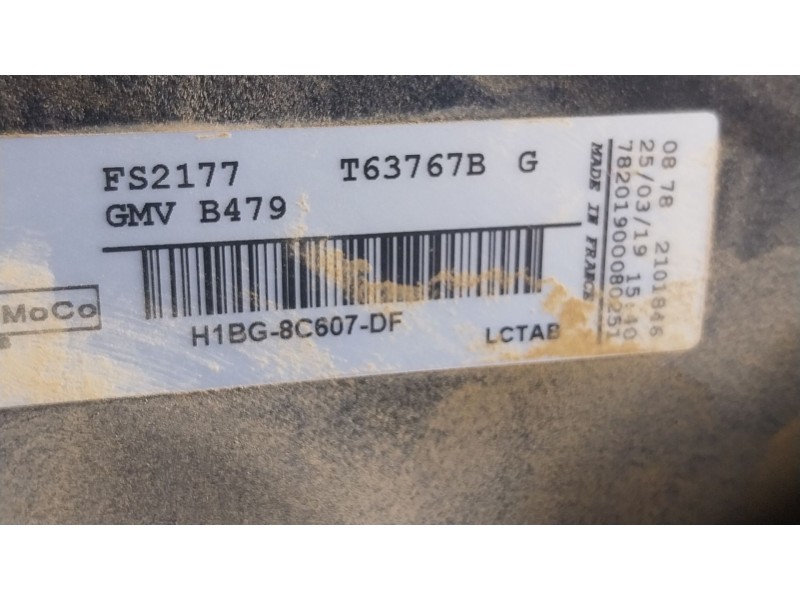 FS2177 T63767B G
GMV B479
MoCo
H1BG-8C607-DF LCTAB
MADE IN FRANCE
78201900080251
25/03/19 15:40
08 78 2101846